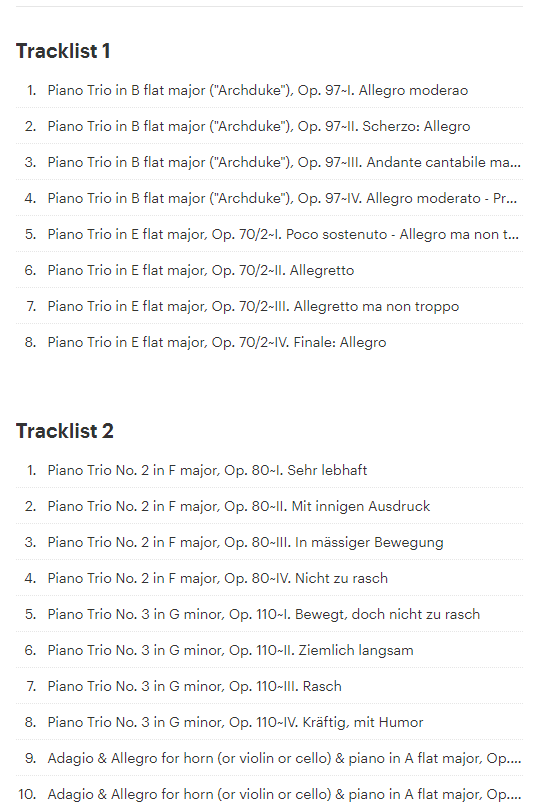 Tracklist 1
1. Piano Trio in B flat major ("Archduke"), Op. 97~I. Allegro moderao
2. Piano Trio in B flat major ("Archduke"), Op. 97~II. Scherzo: Allegro
3. Piano Trio in B flat major ("Archduke"), Op. 97~III. Andante cantabile ma...
4. Piano Trio in B flat major ("Archduke"), Op. 97~IV. Allegro moderato - Pr...
5. Piano Trio in E flat major, Op. 70/2~I. Poco sostenuto - Allegro ma non t...
6. Piano Trio in E flat major, Op. 70/2~II. Allegretto
7. Piano Trio in E flat major, Op. 70/2~III. Allegretto ma non troppo
8. Piano Trio in E flat major, Op. 70/2~IV. Finale: Allegro
Tracklist 2
1. Piano Trio No. 2 in F major, Op. 80~I. Sehr lebhaft
2. Piano Trio No. 2 in F major, Op. 80~II. Mit innigen Ausdruck
3. Piano Trio No. 2 in F major, Op. 80~III. In mässiger Bewegung
4. Piano Trio No. 2 in F major, Op. 80~IV. Nicht zu rasch
5. Piano Trio No. 3 in G minor, Op. 110~I. Bewegt, doch nicht zu rasch
6. Piano Trio No. 3 in G minor, Op. 110~II. Ziemlich langsam
7. Piano Trio No. 3 in G minor, Op. 110~III. Rasch
8. Piano Trio No. 3 in G minor, Op. 110~IV. Kräftig, mit Humor
9. Adagio & Allegro for horn (or violin or cello) & piano in A flat major, Op....
10. Adagio & Allegro for horn (or violin or cello) & piano in A flat major, Op....